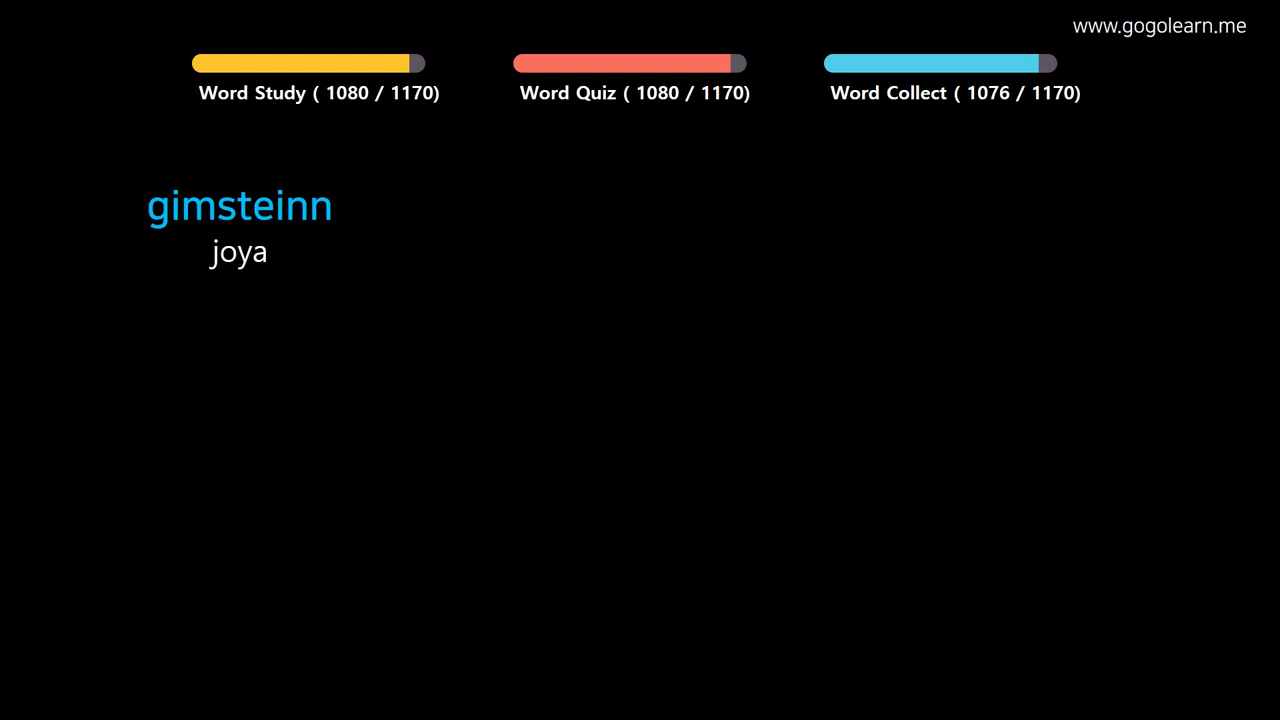 www.gogolearn.me
Word Study ( 1080 / 1170)
Word Quiz ( 1080 / 1170)
Word Collect ( 1076 / 1170)
gimsteinn
joya